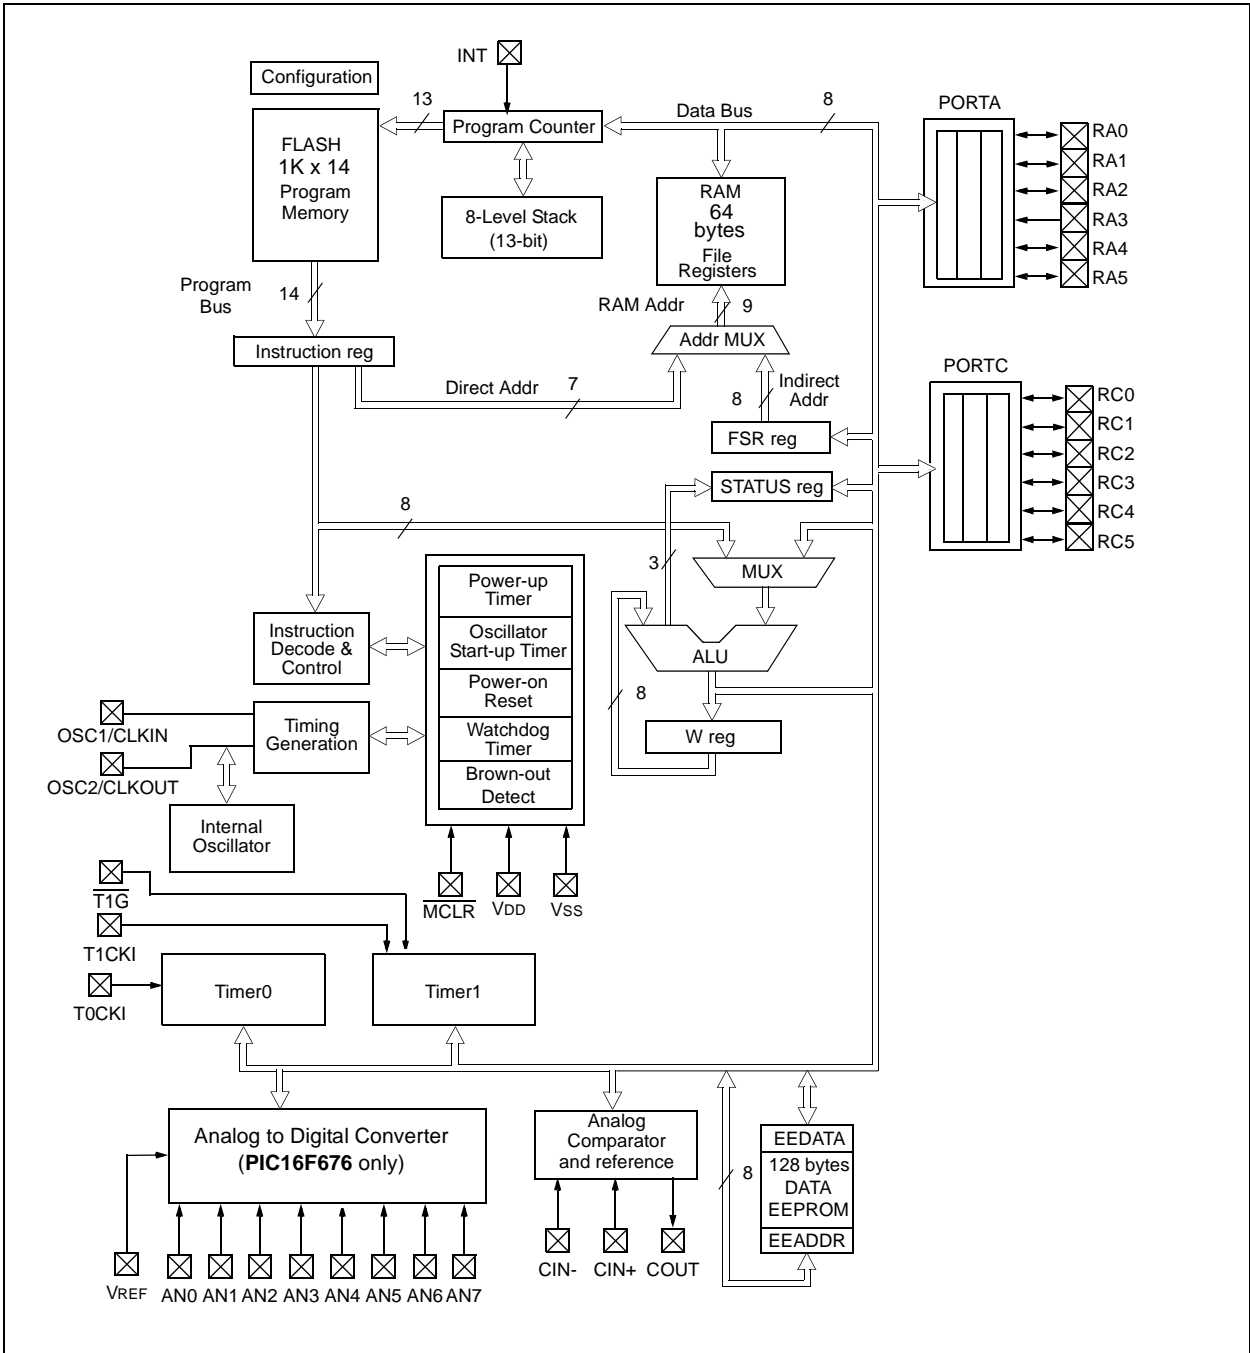 INT
Configuration
13
Program Counter
Data Bus
8
PORTA
FLASH
1K x 14
Program
Memory
8-Level Stack
(13-bit)
RAM
64
bytes
File
Registers
RA0
RA1
RA2
RA3
RA4
RA5
Program
Bus
14
RAM Addr
9
Instruction reg
Addr MUX
Direct Addr
7
8
Indirect
Addr
FSR reg
STATUS reg
PORTC
RC0
RC1
RC2
RC3
RC4
RC5
8
3
MUX
ALU
8
W reg
Instruction
Decode &
Control
Power-up
Timer
Oscillator
Start-up Timer
Power-on
Reset
Watchdog
Timer
Brown-out
Detect
OSC1/CLKIN
Timing
Generation
OSC2/CLKOUT
Internal
Oscillator
MCLR
VDD
VSS
T1G
T1CKI
T0CKI
Timer0
Timer1
Analog to Digital Converter
(PIC16F676 only)
Analog
Comparator
and reference
8
EEDATA
128 bytes
DATA
EEPROM
EEADDR
VREF
AN0 AN1 AN2 AN3 AN4 AN5 AN6 AN7
CIN- CIN+ COUT